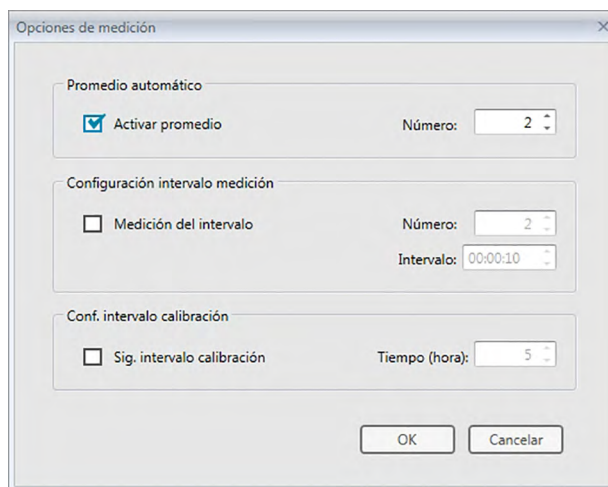 Opciones de medición
Promedio automático
Activar promedio Número: 2
Configuración intervalo medición
Medición del intervalo Número: 2
Intervalo: 00:00:10
Conf. intervalo calibración
Sig. intervalo calibración Tiempo (hora): 5
OK Cancelar